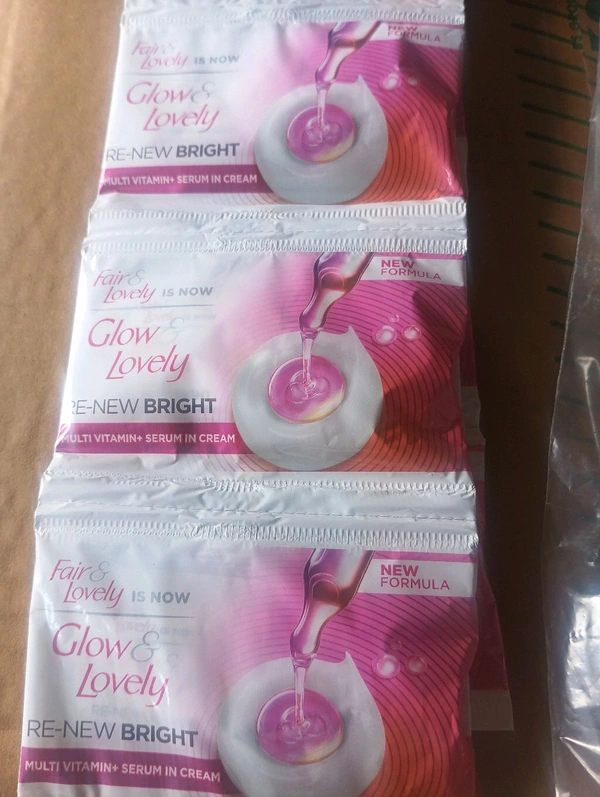 NEW
FORMULA
Fair &
Lovely IS NOW
Glow &
Lovely
RE-NEW BRIGHT
MULTI VITAMIN+ SERUM IN CREAM
NEW
FORMULA
Fair &
Lovely IS NOW
Glow &
Lovely
RE-NEW BRIGHT
MULTI VITAMIN+ SERUM IN CREAM
NEW
FORMULA
Fair &
Lovely IS NOW
Glow &
Lovely
RE-NEW BRIGHT
MULTI VITAMIN+ SERUM IN CREAM